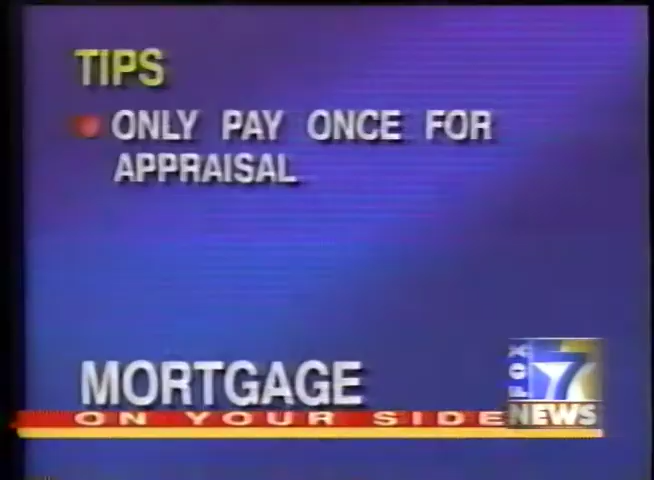 TIPS
ONLY PAY ONCE FOR
APPRAISAL
MORTGAGE
ON YOUR SIDE
FOX
7
NEWS